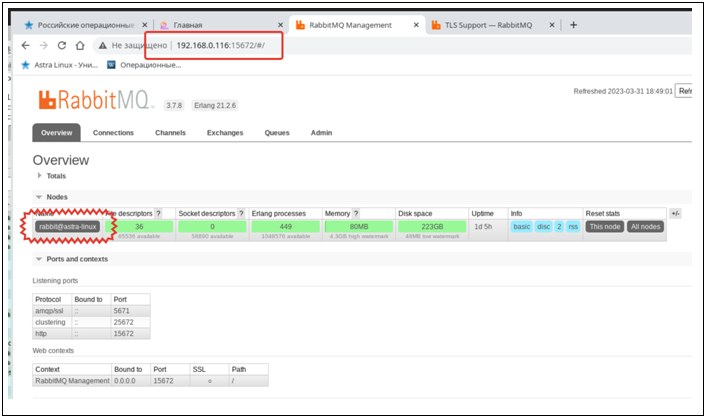 Российские операционные
Главная
RabbitMQ Management
TLS Support — RabbitMQ
Не защищено
192.168.0.116:15672/#/
Astra Linux - Уни...
Операционные...
RabbitMQ
3.7.8
Erlang 21.2.6
Refreshed 2023-03-31 18:49:01
Refr
Overview
Connections
Channels
Exchanges
Queues
Admin
Overview
Totals
Nodes
descriptors ?
Socket descriptors ?
Erlang processes
Memory ?
Disk space
Uptime
Info
Reset stats
+/-
rabbit@astra-linux
36
0
449
80MB
223GB
1d 5h
basic
disc
2
rss
This node
All nodes
65536 available
58890 available
1048576 available
4.3GB high watermark
48MB low watermark
Ports and contexts
Listening ports
Protocol Bound to Port
amqp/ssl :: 5671
clustering :: 25672
http :: 15672
Web contexts
Context Bound to Port SSL Path
RabbitMQ Management 0.0.0.0 15672 ○ /